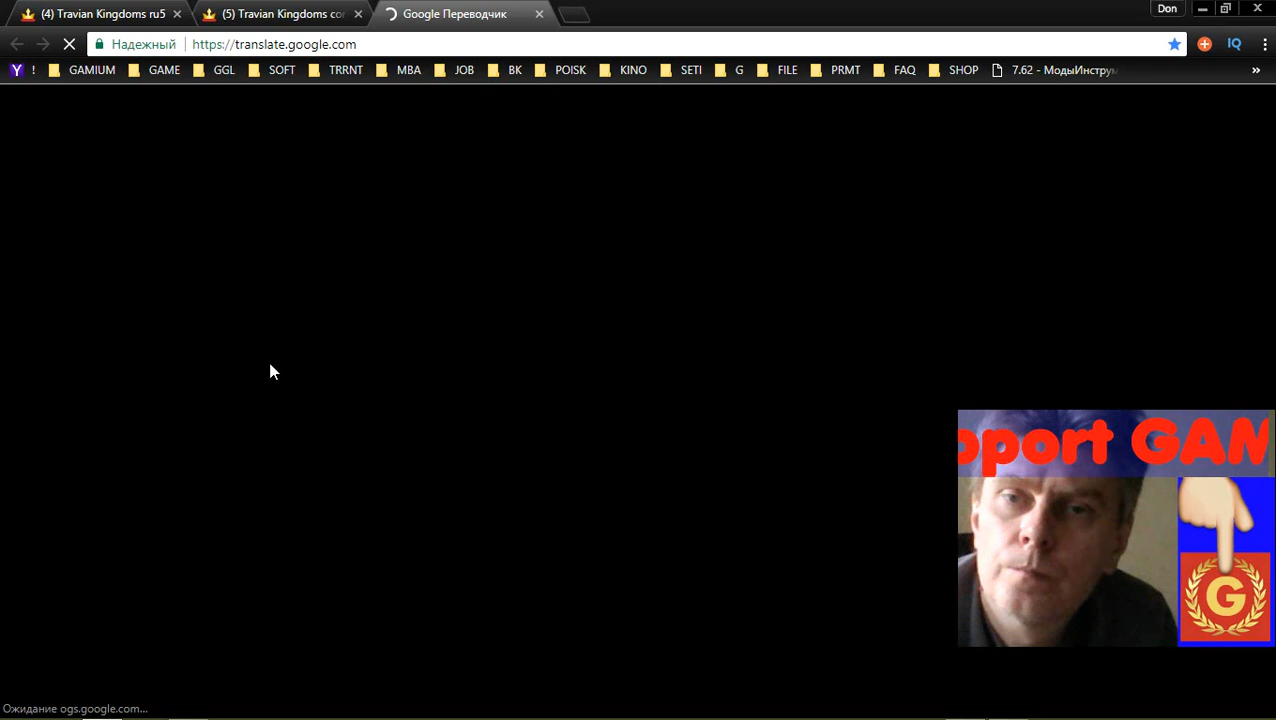 (4) Travian Kingdoms ru5
(5) Travian Kingdoms co
Google Переводчик
Don
Надежный
https://translate.google.com
IQ
Y ! GAMIUM GAME GGL SOFT TRRNT MBA JOB BK POISK KINO SETI G FILE PRMT FAQ SHOP 7.62 - МодыИнструм »
pport GAN
G
Ожидание ogs.google.com...